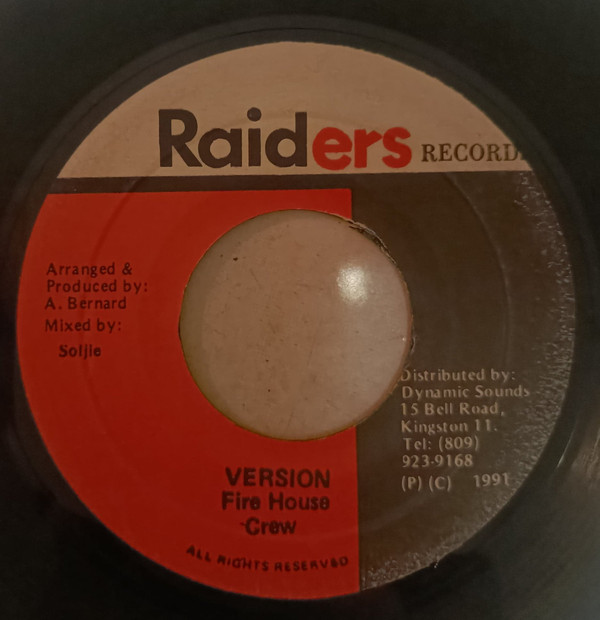 Raiders RECORD
Arranged &
Produced by:
A. Bernard
Mixed by:
Soljie
Distributed by:
Dynamic Sounds
15 Bell Road,
Kingston 11.
Tel: (809)
923-9168
(P) (C) 1991
VERSION
Fire House
Crew
ALL RIGHTS RESERVED